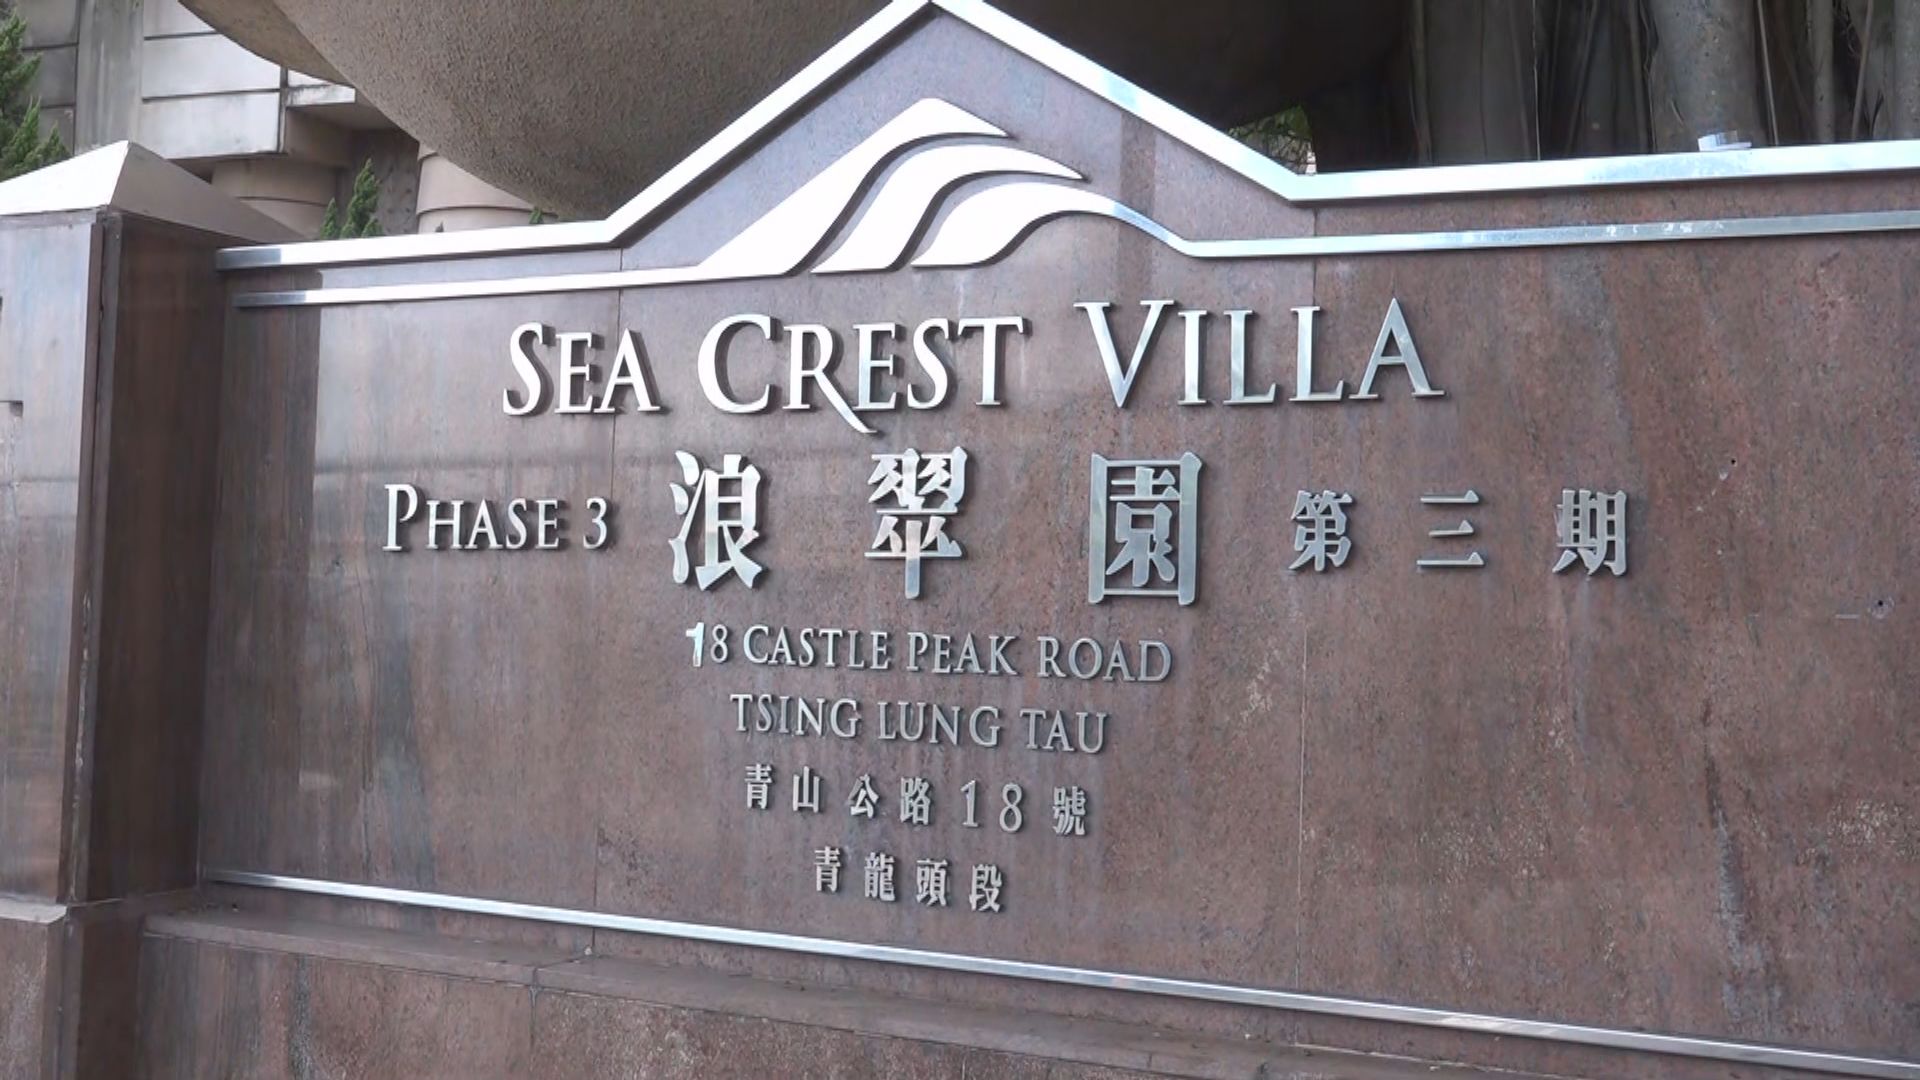 SEA CREST VILLA
PHASE 3 浪翠園 第三期
18 CASTLE PEAK ROAD
TSING LUNG TAU
青山公路18號
青龍頭段